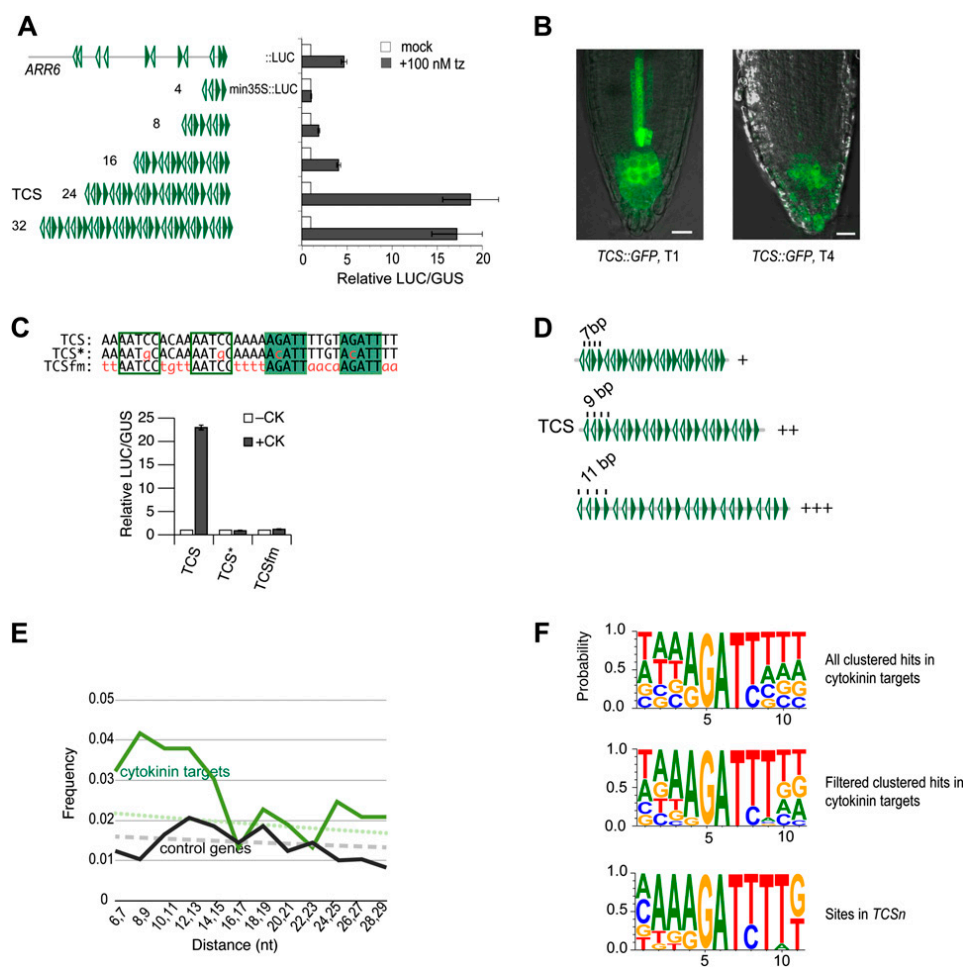 A
ARR6
4
8
16
TCS 24
32
::LUC
min35S::LUC
mock
+100 nM tz
0 5 10 15 20
Relative LUC/GUS
B
TCS::GFP, T1
TCS::GFP, T4
C
TCS: AAAATCCACAAAATCCAAAAAGATTTTGTAGATTTT
TCS*: AAAATgCACAAAATgCAAAAAcATTTTGTAcATTTT
TCSfm: ttAATCCtgttAATCCttttAGATTaacaAGATTaa
Relative LUC/GUS
25
20
15
10
5
0
–CK
+CK
TCS
TCS*
TCSfm
D
7bp
+
9 bp
TCS
++
11 bp
+++
E
Frequency
0.05
0.04
0.03
0.02
0.01
0
cytokinin targets
control genes
6,7 8,9 10,11 12,13 14,15 16,17 18,19 20,21 22,23 24,25 26,27 28,29
Distance (nt)
F
Probability
1.0
0.5
0.0
5 10
All clustered hits in
cytokinin targets
1.0
0.5
0.0
5 10
Filtered clustered hits in
cytokinin targets
1.0
0.5
0.0
5 10
Sites in TCSn